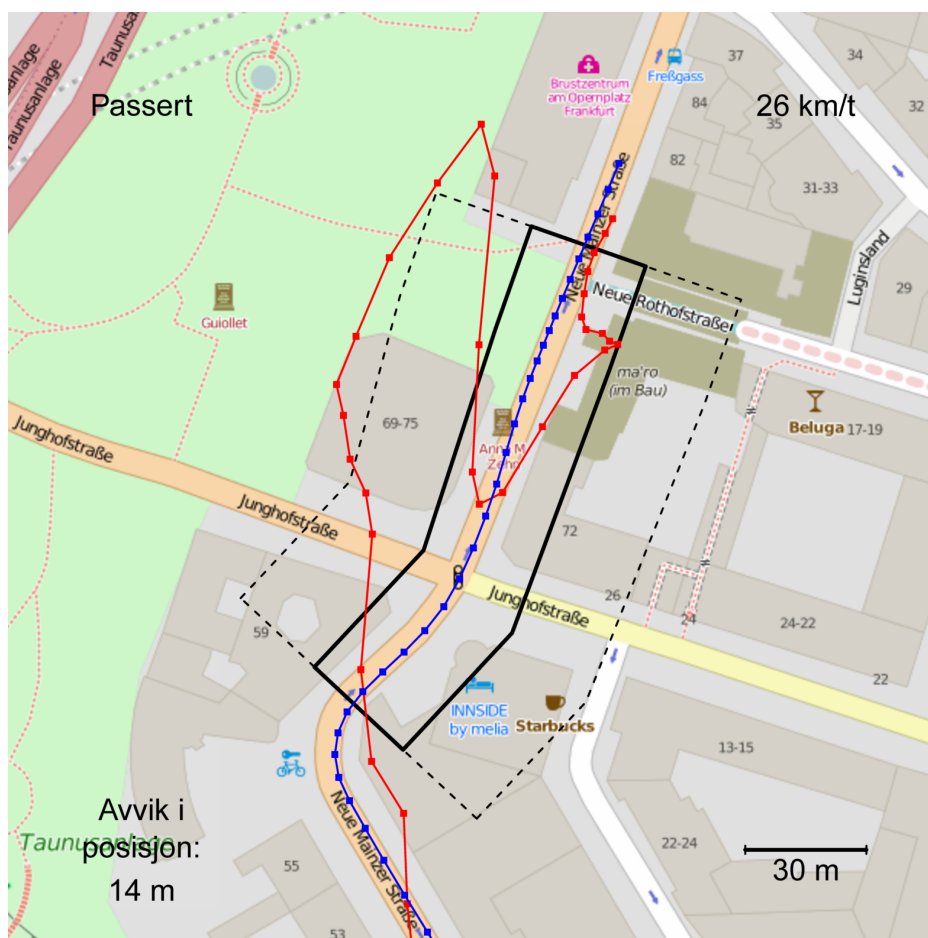 Taunusanlage
Taunusanlage
Taunusanlage
Passert
26 km/t
Brustzentrum
am Opernplatz
Frankfurt
Freßgass
37
34
84
35
32
82
31-33
Neue Mainzer Straße
Luginsland
29
Neue Rothofstraße
Guiollet
ma'ro
(im Bau)
69-75
Beluga
17-19
Junghofstraße
Junghofstraße
72
Junghofstraße
26
24
24-22
59
22
INNSIDE
by melia
Starbucks
13-15
Neue Mainzer Straße
Avvik i
posisjon:
14 m
Taunusanlage
55
22-24
30 m
53